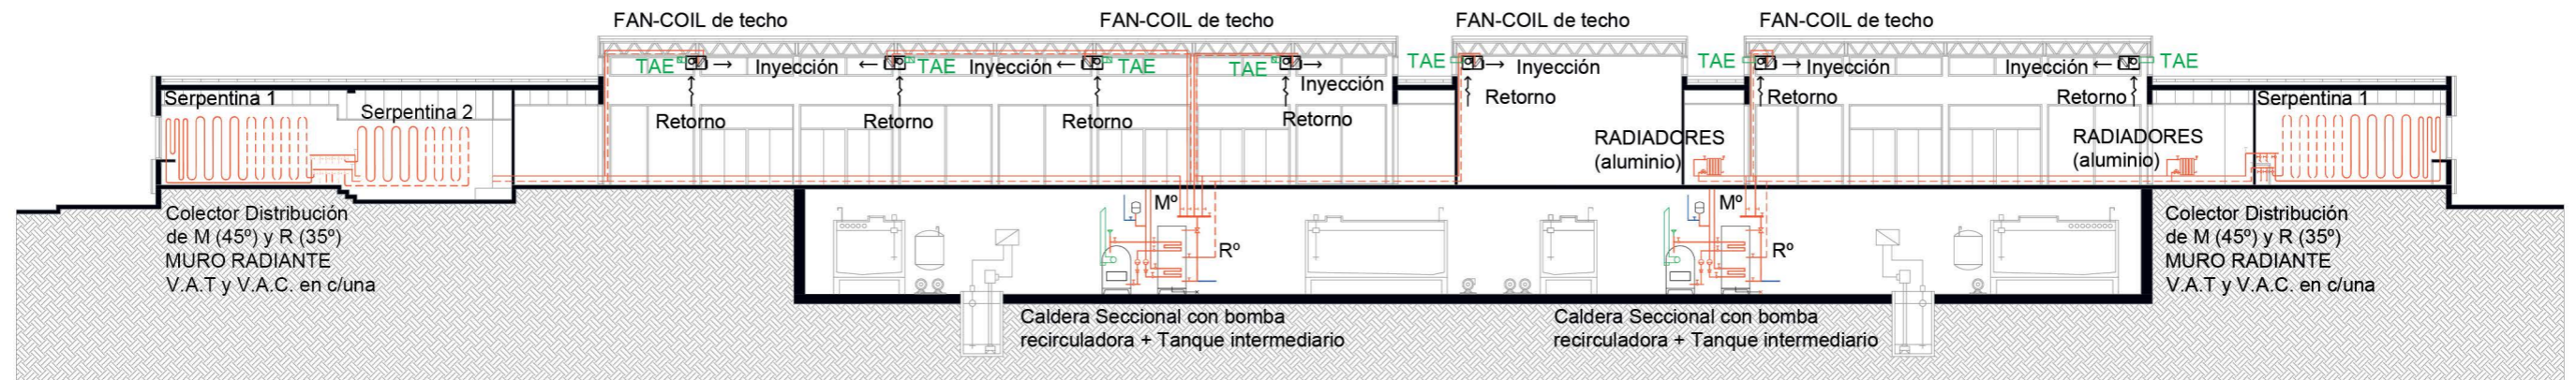 FAN-COIL de techo
FAN-COIL de techo
FAN-COIL de techo
FAN-COIL de techo
TAE
Inyección
TAE
Inyección
TAE
TAE
Inyección
TAE
Inyección
TAE
Inyección
Inyección
TAE
Serpentina 1
Serpentina 2
Retorno
Retorno
Retorno
Retorno
Retorno
Retorno
Retorno
Serpentina 1
RADIADORES
(aluminio)
RADIADORES
(aluminio)
Colector Distribución
de M (45º) y R (35º)
MURO RADIANTE
V.A.T y V.A.C. en c/una
Mº
Rº
Mº
Rº
Colector Distribución
de M (45º) y R (35º)
MURO RADIANTE
V.A.T y V.A.C. en c/una
Caldera Seccional con bomba
recirculadora + Tanque intermediario
Caldera Seccional con bomba
recirculadora + Tanque intermediario